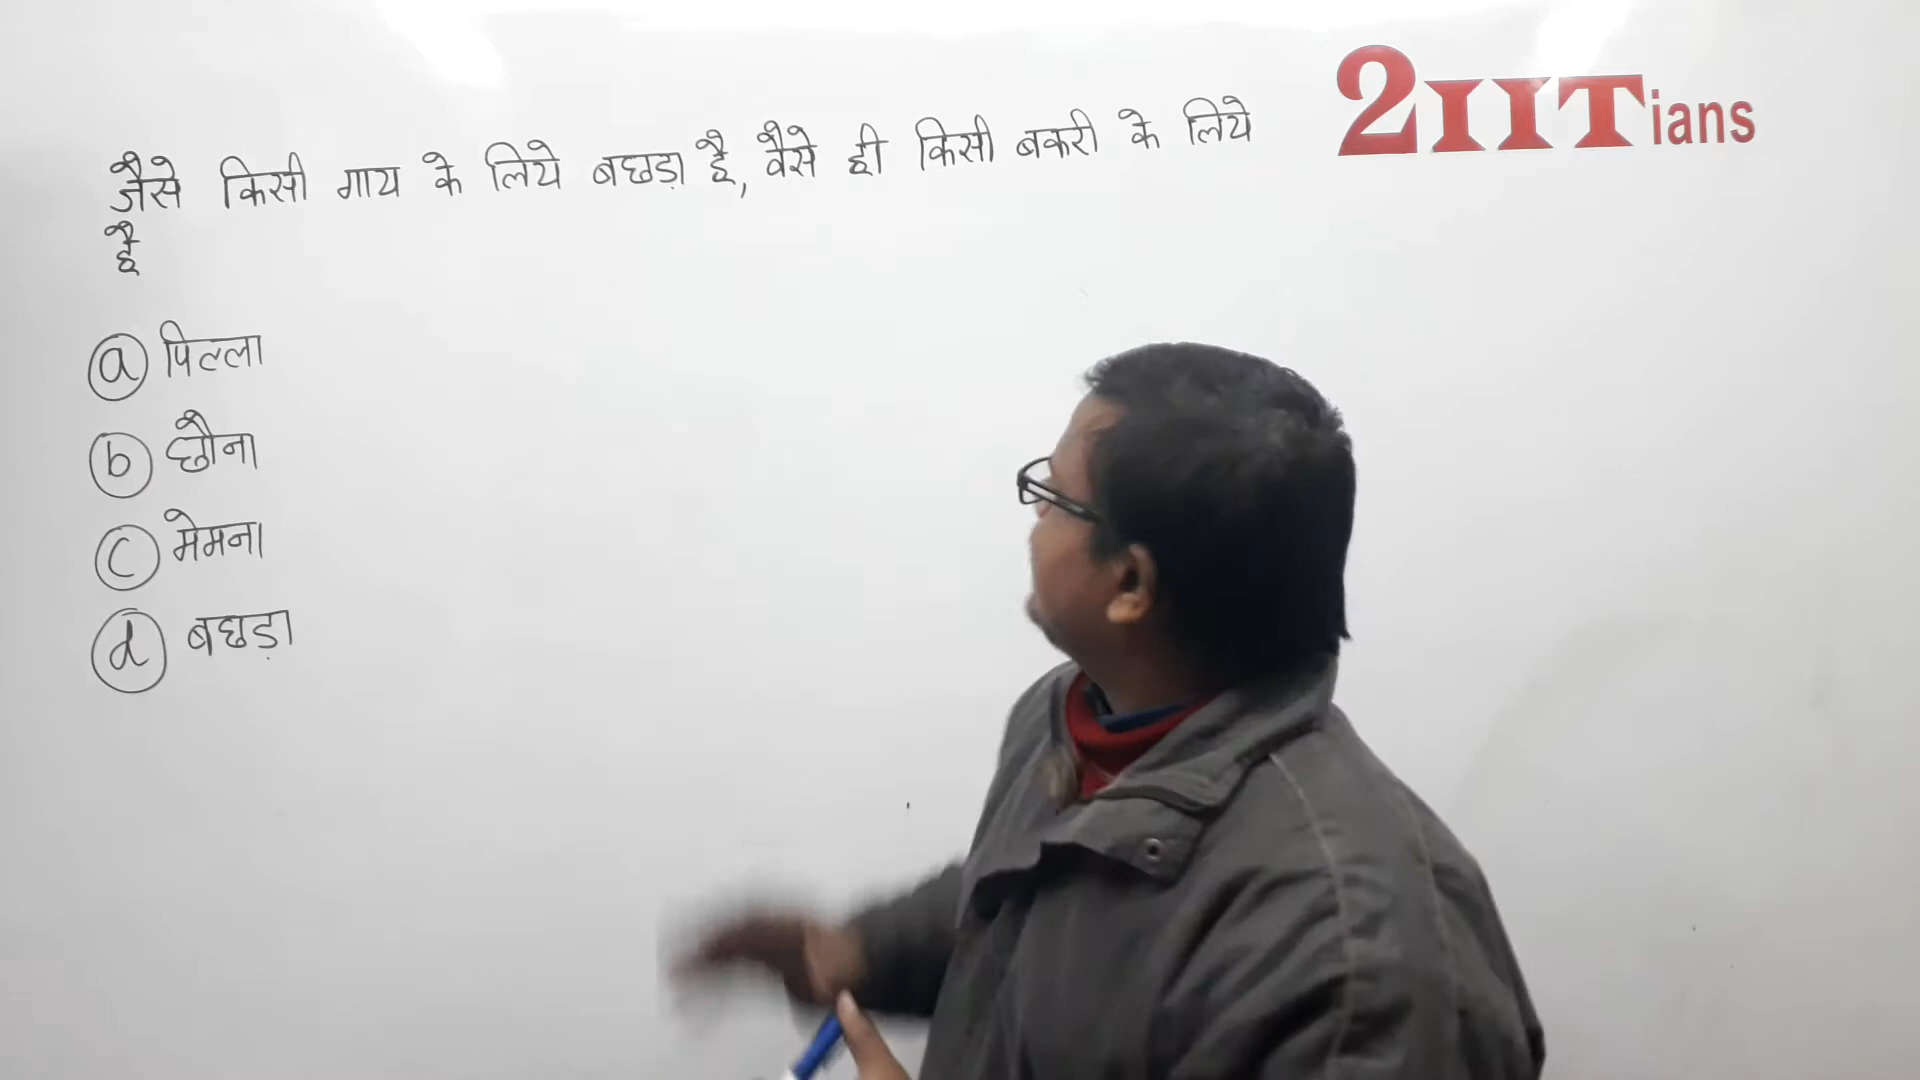 2IITians
जैसे किसी गाय के लिये बछड़ा है, वैसे ही किसी बकरी के लिये
है
a पिल्ला
b छौना
c मेमना
d बछड़ा